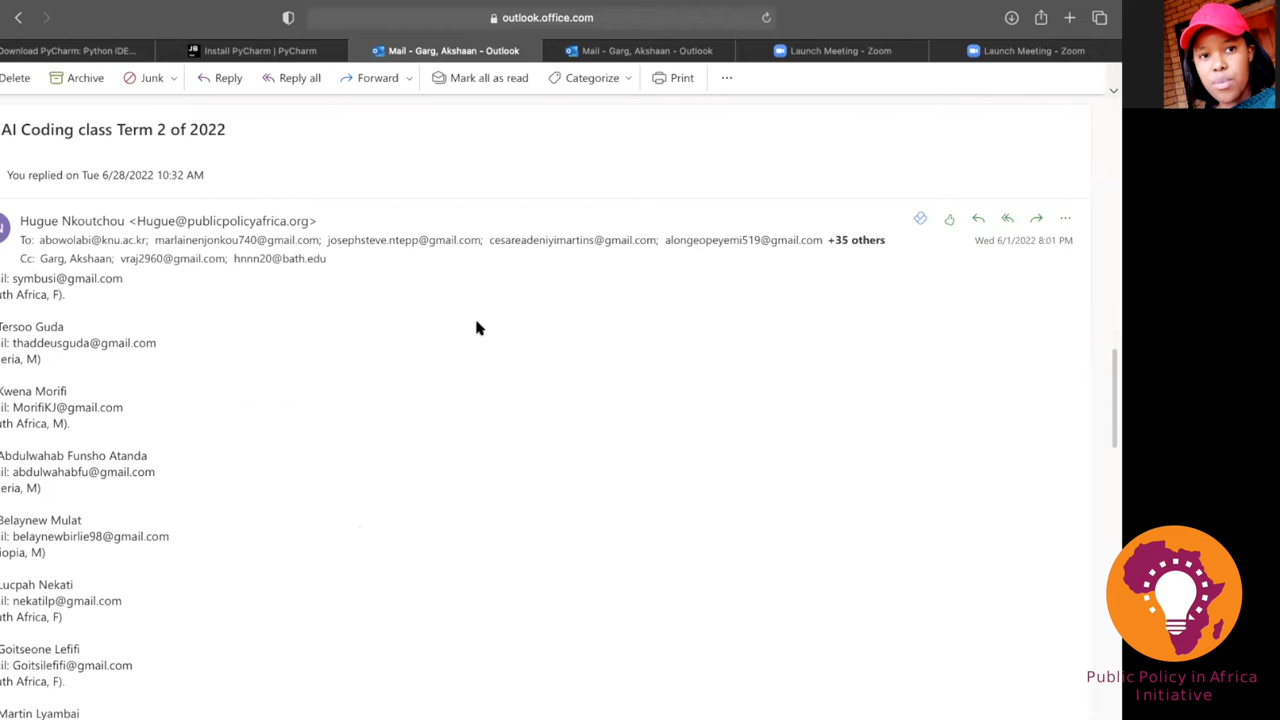 outlook.office.com
Download PyCharm: Python IDE...
Install PyCharm | PyCharm
Mail - Garg, Akshaan - Outlook
Mail - Garg, Akshaan - Outlook
Launch Meeting - Zoom
Launch Meeting - Zoom
Delete Archive Junk Reply Reply all Forward Mark all as read Categorize Print ...
AI Coding class Term 2 of 2022
You replied on Tue 6/28/2022 10:32 AM
Hugue Nkoutchou <Hugue@publicpolicyafrica.org>
To: abowolabi@knu.ac.kr; marlainenjonkou740@gmail.com; josephsteve.ntepp@gmail.com; cesareadeniyimartins@gmail.com; alongeopeyemi519@gmail.com +35 others
Wed 6/1/2022 8:01 PM
Cc: Garg, Akshaan; vraj2960@gmail.com; hnnn20@bath.edu
il: symbusi@gmail.com
uth Africa, F).
Tersoo Guda
il: thaddeusguda@gmail.com
eria, M)
Kwena Morifi
il: MorifiKJ@gmail.com
uth Africa, M).
Abdulwahab Funsho Atanda
il: abdulwahabfu@gmail.com
eria, M)
Belaynew Mulat
il: belaynewbirlie98@gmail.com
iopia, M)
Lucpah Nekati
il: nekatilp@gmail.com
uth Africa, F)
Goitseone Lefifi
il: Goitsilefifi@gmail.com
uth Africa, F).
Martin Lyambai
Public Policy in Africa
Initiative